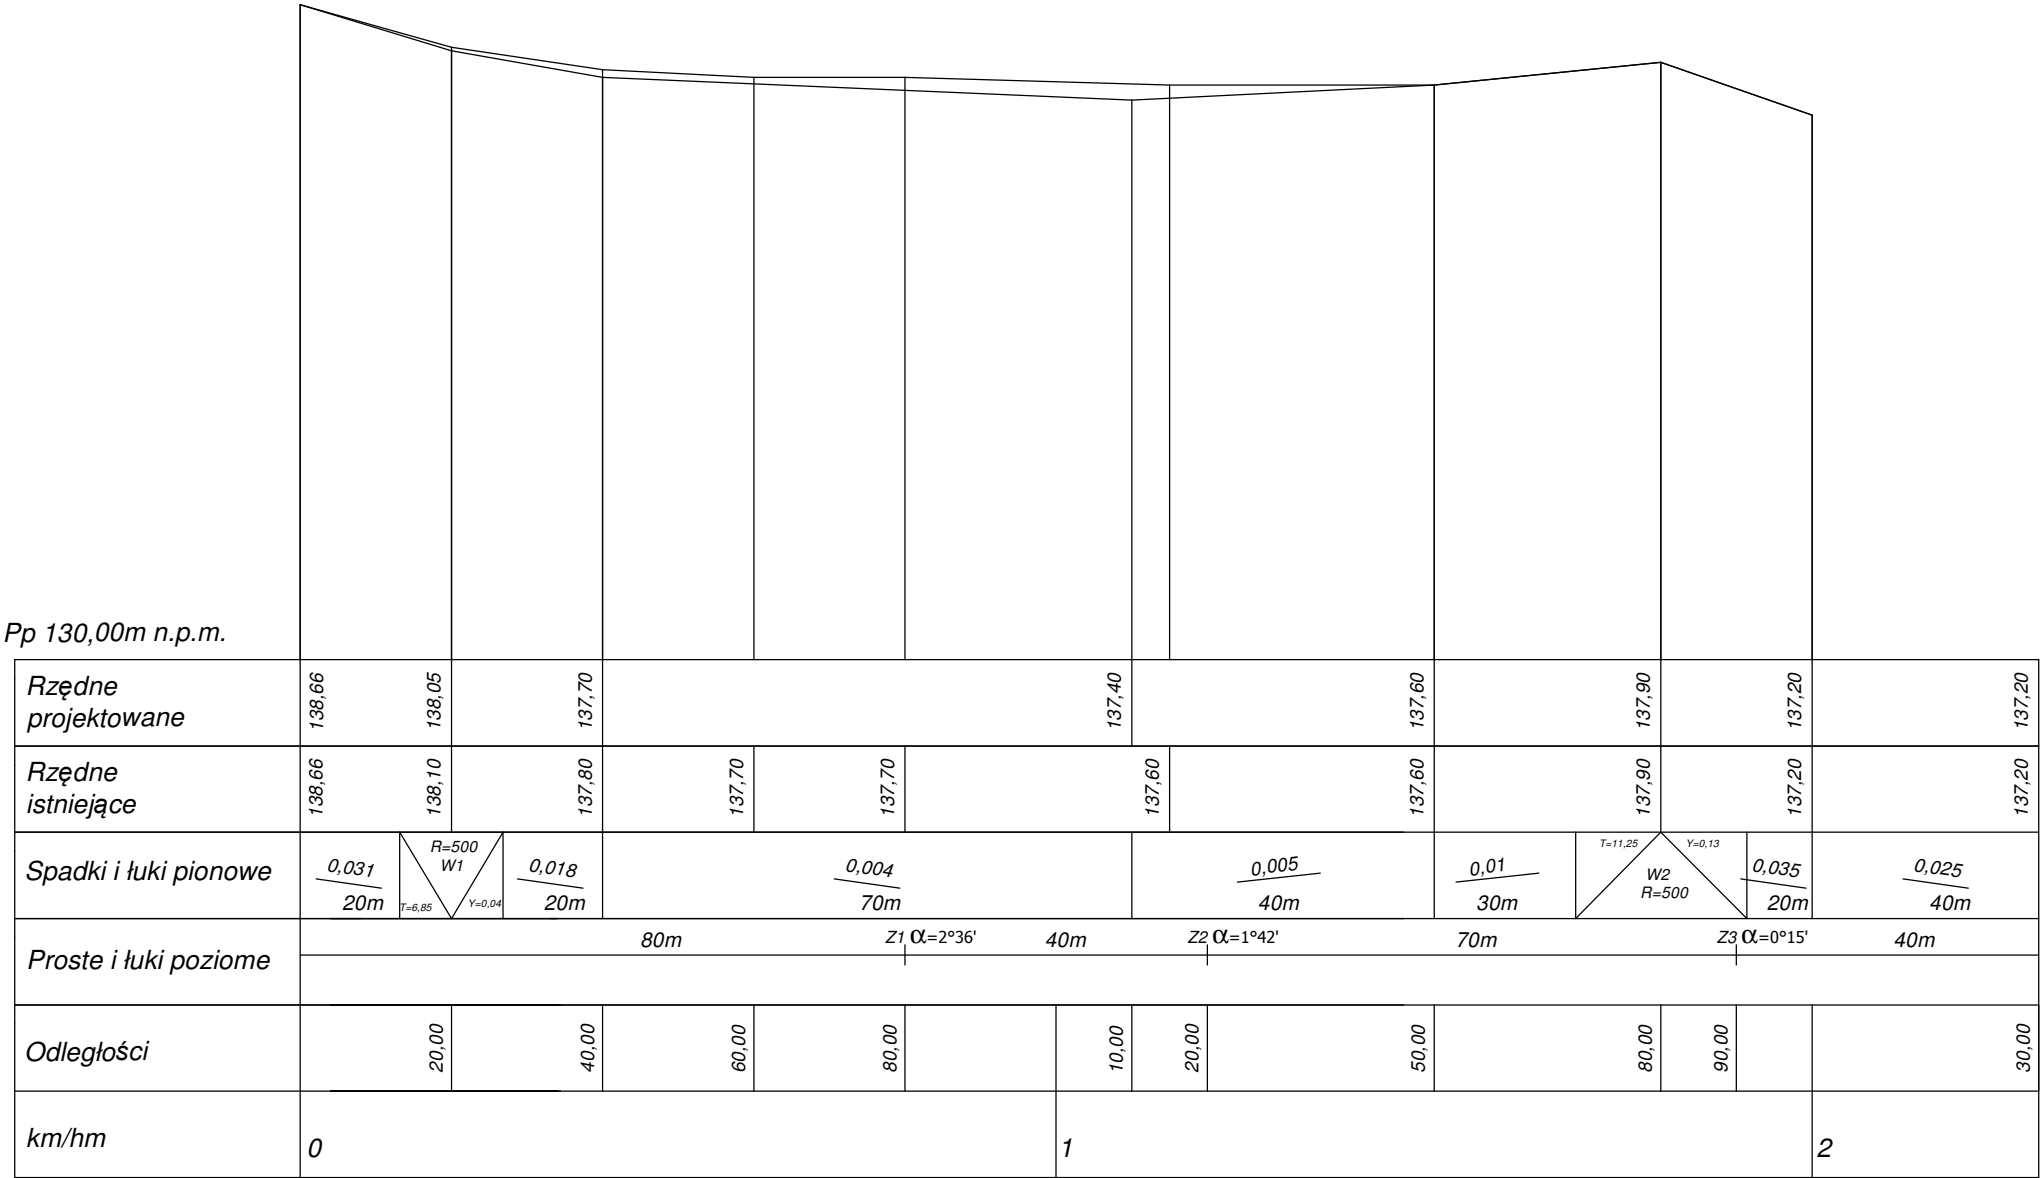 Pp 130,00m n.p.m.
Rzędne
projektowane
138,66
138,05
137,70
137,40
137,60
137,90
137,20
137,20
Rzędne
istniejące
138,66
138,10
137,80
137,70
137,70
137,60
137,60
137,90
137,20
137,20
Spadki i łuki pionowe
0,031
20m
R=500
W1
T=6,85
Y=0,04
0,018
20m
0,004
70m
0,005
40m
0,01
30m
T=11,25
Y=0,13
W2
R=500
0,035
20m
0,025
40m
Proste i łuki poziome
80m
Z1 α=2°36'
40m
Z2 α=1°42'
70m
Z3 α=0°15'
40m
Odległości
20,00
40,00
60,00
80,00
10,00
20,00
50,00
80,00
90,00
30,00
km/hm
0
1
2